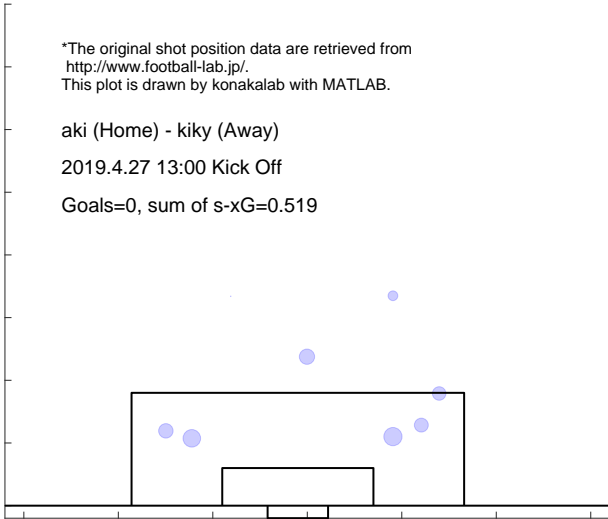 *The original shot position data are retrieved from
http://www.football-lab.jp/.
This plot is drawn by konakalab with MATLAB.
aki (Home) - kiky (Away)
2019.4.27 13:00 Kick Off
Goals=0, sum of s-xG=0.519